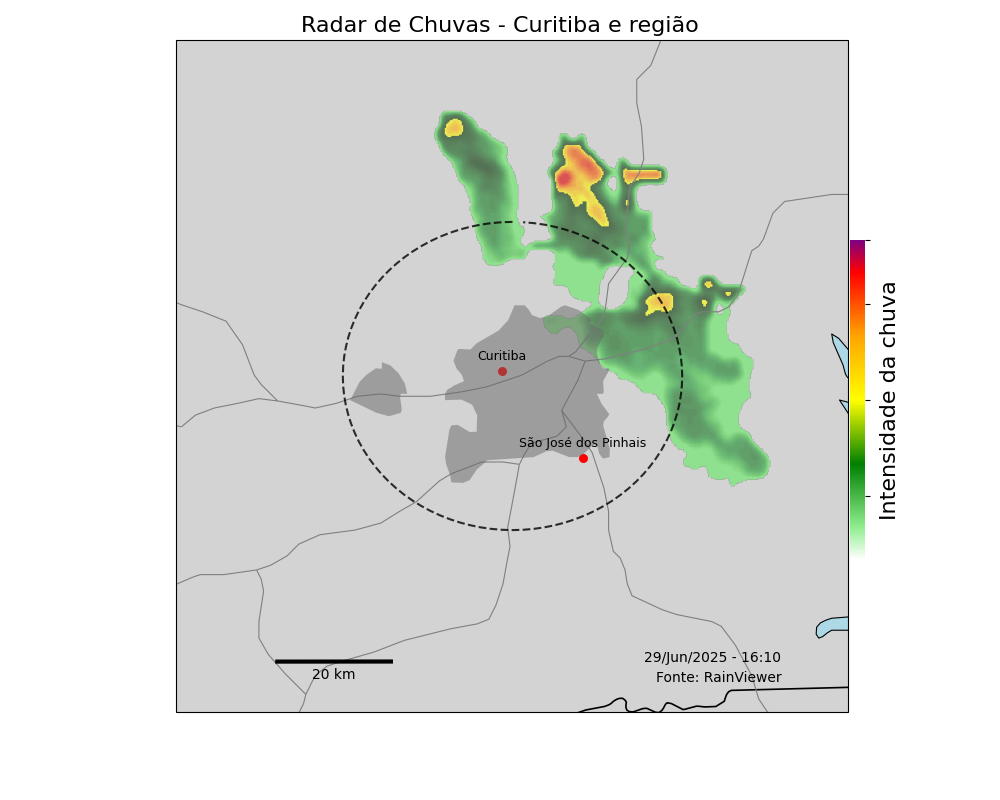 Radar de Chuvas - Curitiba e região
Curitiba
São José dos Pinhais
Intensidade da chuva
20 km
29/Jun/2025 - 16:10
Fonte: RainViewer